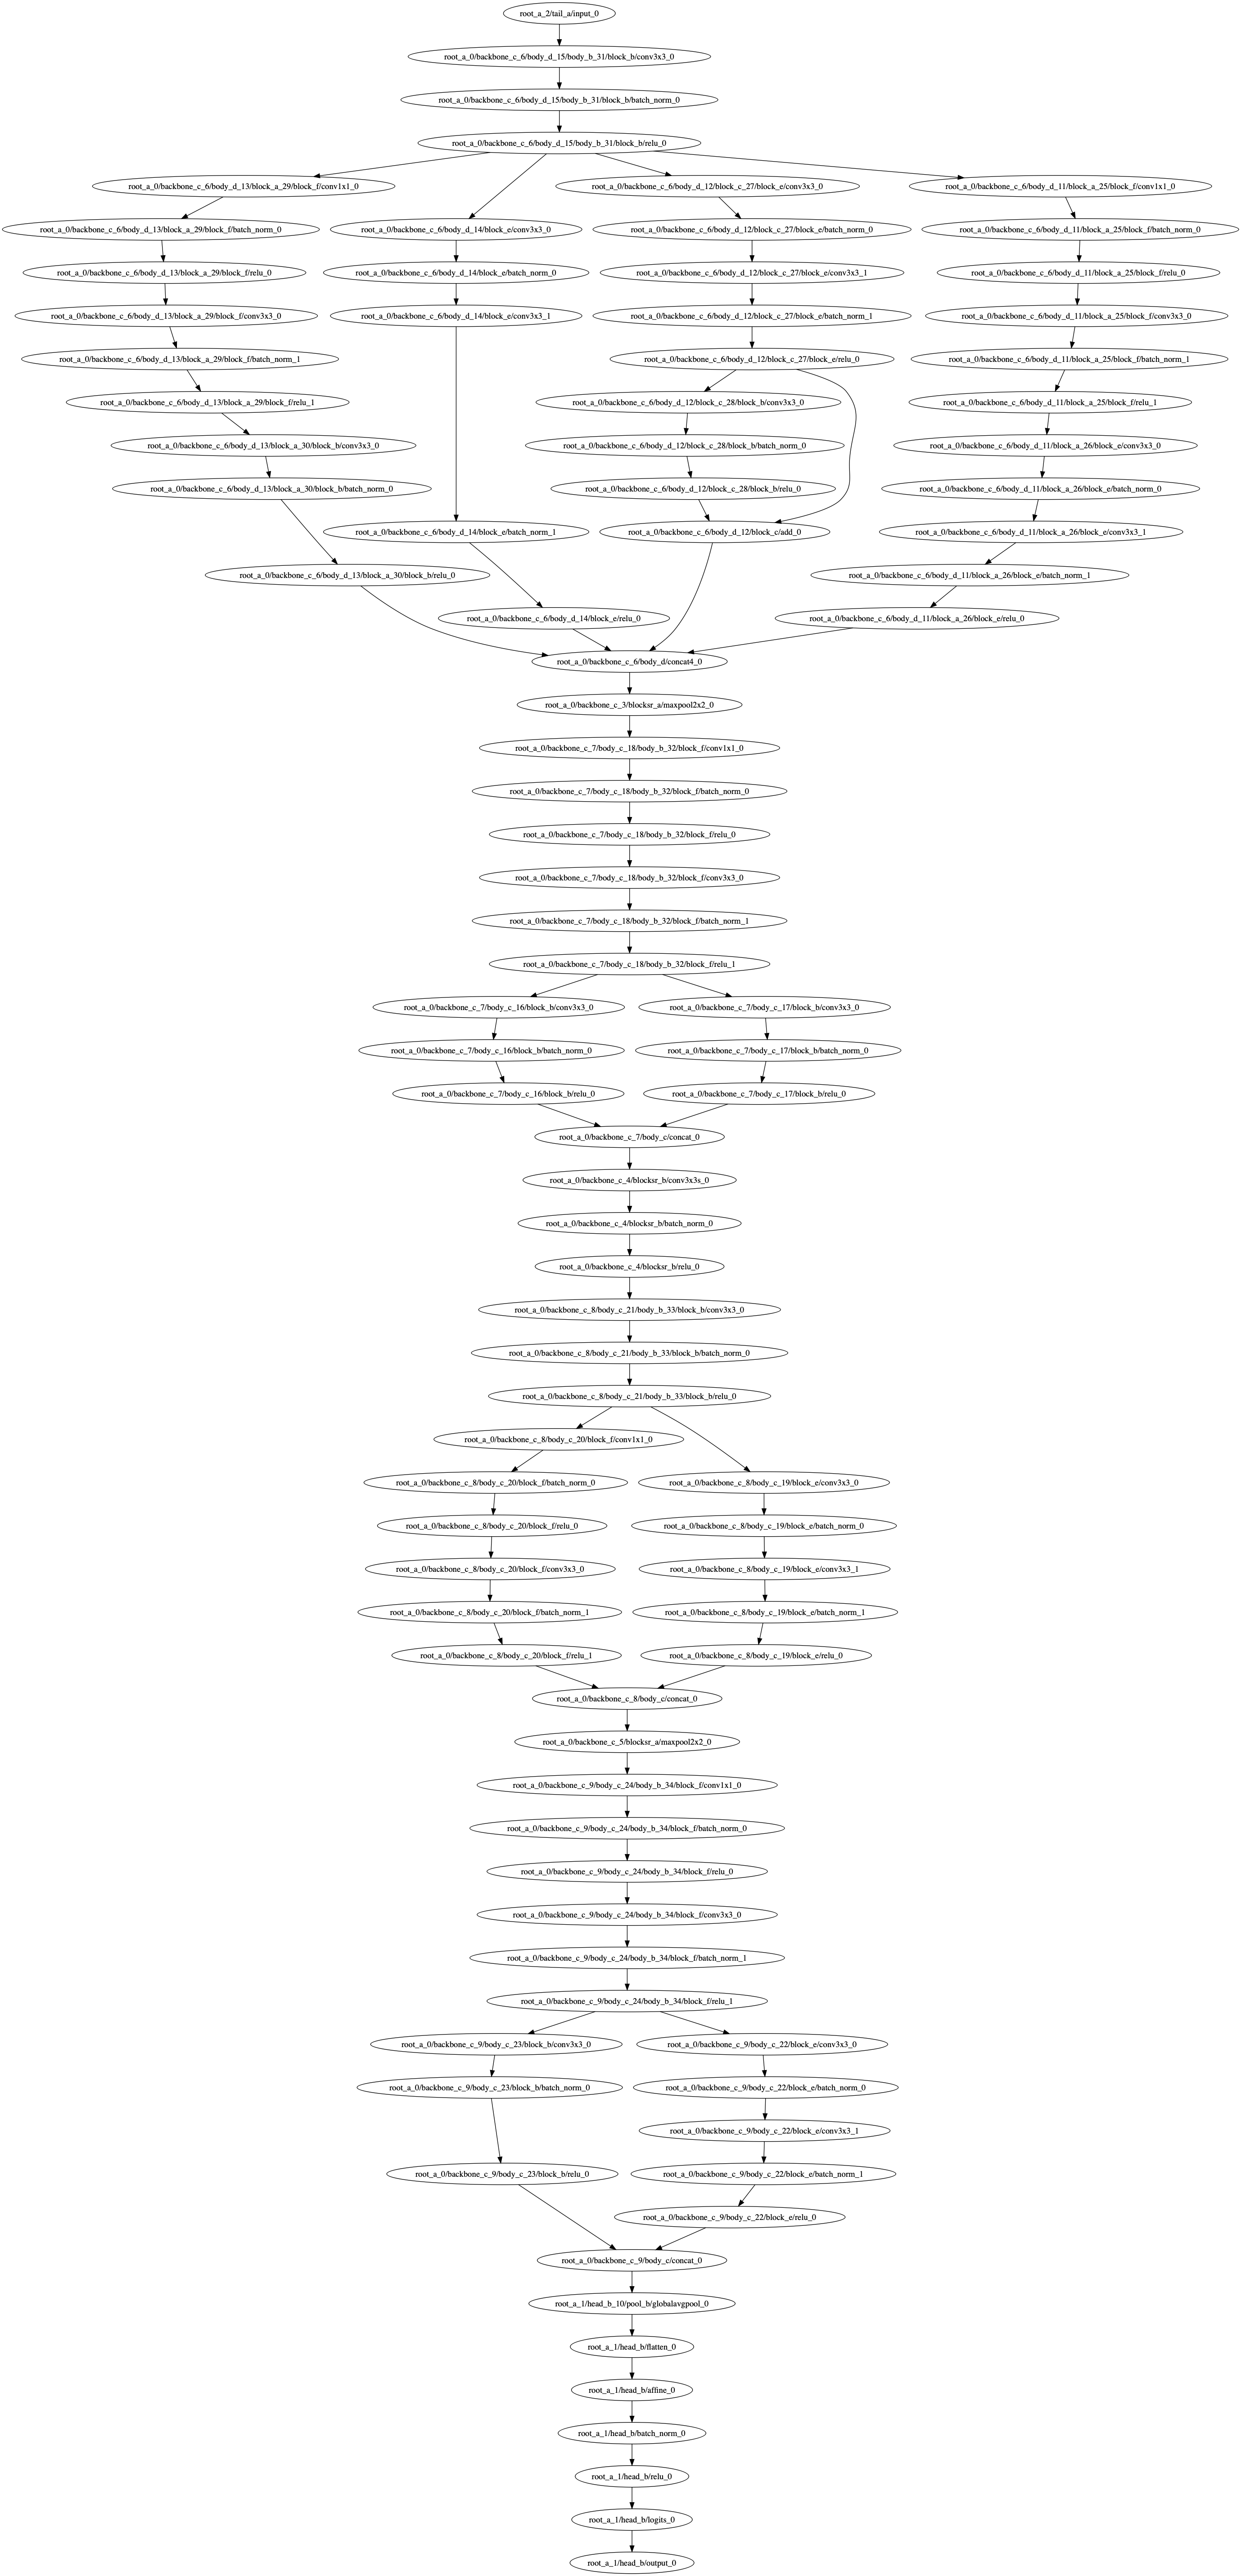 root_a_2/tail_a/input_0
root_a_0/backbone_c_6/body_d_15/body_b_31/block_b/conv3x3_0
root_a_0/backbone_c_6/body_d_15/body_b_31/block_b/batch_norm_0
root_a_0/backbone_c_6/body_d_15/body_b_31/block_b/relu_0
root_a_0/backbone_c_6/body_d_13/block_a_29/block_f/conv1x1_0
root_a_0/backbone_c_6/body_d_12/block_c_27/block_e/conv3x3_0
root_a_0/backbone_c_6/body_d_11/block_a_25/block_f/conv1x1_0
root_a_0/backbone_c_6/body_d_13/block_a_29/block_f/batch_norm_0
root_a_0/backbone_c_6/body_d_14/block_e/conv3x3_0
root_a_0/backbone_c_6/body_d_12/block_c_27/block_e/batch_norm_0
root_a_0/backbone_c_6/body_d_11/block_a_25/block_f/batch_norm_0
root_a_0/backbone_c_6/body_d_13/block_a_29/block_f/relu_0
root_a_0/backbone_c_6/body_d_14/block_e/batch_norm_0
root_a_0/backbone_c_6/body_d_12/block_c_27/block_e/conv3x3_1
root_a_0/backbone_c_6/body_d_11/block_a_25/block_f/relu_0
root_a_0/backbone_c_6/body_d_13/block_a_29/block_f/conv3x3_0
root_a_0/backbone_c_6/body_d_14/block_e/conv3x3_1
root_a_0/backbone_c_6/body_d_12/block_c_27/block_e/batch_norm_1
root_a_0/backbone_c_6/body_d_11/block_a_25/block_f/conv3x3_0
root_a_0/backbone_c_6/body_d_13/block_a_29/block_f/batch_norm_1
root_a_0/backbone_c_6/body_d_12/block_c_27/block_e/relu_0
root_a_0/backbone_c_6/body_d_11/block_a_25/block_f/batch_norm_1
root_a_0/backbone_c_6/body_d_13/block_a_29/block_f/relu_1
root_a_0/backbone_c_6/body_d_12/block_c_28/block_b/conv3x3_0
root_a_0/backbone_c_6/body_d_11/block_a_25/block_f/relu_1
root_a_0/backbone_c_6/body_d_13/block_a_30/block_b/conv3x3_0
root_a_0/backbone_c_6/body_d_12/block_c_28/block_b/batch_norm_0
root_a_0/backbone_c_6/body_d_11/block_a_26/block_e/conv3x3_0
root_a_0/backbone_c_6/body_d_13/block_a_30/block_b/batch_norm_0
root_a_0/backbone_c_6/body_d_12/block_c_28/block_b/relu_0
root_a_0/backbone_c_6/body_d_11/block_a_26/block_e/batch_norm_0
root_a_0/backbone_c_6/body_d_14/block_e/batch_norm_1
root_a_0/backbone_c_6/body_d_12/block_c/add_0
root_a_0/backbone_c_6/body_d_11/block_a_26/block_e/conv3x3_1
root_a_0/backbone_c_6/body_d_13/block_a_30/block_b/relu_0
root_a_0/backbone_c_6/body_d_11/block_a_26/block_e/batch_norm_1
root_a_0/backbone_c_6/body_d_14/block_e/relu_0
root_a_0/backbone_c_6/body_d_11/block_a_26/block_e/relu_0
root_a_0/backbone_c_6/body_d/concat4_0
root_a_0/backbone_c_3/blocksr_a/maxpool2x2_0
root_a_0/backbone_c_7/body_c_18/body_b_32/block_f/conv1x1_0
root_a_0/backbone_c_7/body_c_18/body_b_32/block_f/batch_norm_0
root_a_0/backbone_c_7/body_c_18/body_b_32/block_f/relu_0
root_a_0/backbone_c_7/body_c_18/body_b_32/block_f/conv3x3_0
root_a_0/backbone_c_7/body_c_18/body_b_32/block_f/batch_norm_1
root_a_0/backbone_c_7/body_c_18/body_b_32/block_f/relu_1
root_a_0/backbone_c_7/body_c_16/block_b/conv3x3_0
root_a_0/backbone_c_7/body_c_17/block_b/conv3x3_0
root_a_0/backbone_c_7/body_c_16/block_b/batch_norm_0
root_a_0/backbone_c_7/body_c_17/block_b/batch_norm_0
root_a_0/backbone_c_7/body_c_16/block_b/relu_0
root_a_0/backbone_c_7/body_c_17/block_b/relu_0
root_a_0/backbone_c_7/body_c/concat_0
root_a_0/backbone_c_4/blocksr_b/conv3x3s_0
root_a_0/backbone_c_4/blocksr_b/batch_norm_0
root_a_0/backbone_c_4/blocksr_b/relu_0
root_a_0/backbone_c_8/body_c_21/body_b_33/block_b/conv3x3_0
root_a_0/backbone_c_8/body_c_21/body_b_33/block_b/batch_norm_0
root_a_0/backbone_c_8/body_c_21/body_b_33/block_b/relu_0
root_a_0/backbone_c_8/body_c_20/block_f/conv1x1_0
root_a_0/backbone_c_8/body_c_20/block_f/batch_norm_0
root_a_0/backbone_c_8/body_c_19/block_e/conv3x3_0
root_a_0/backbone_c_8/body_c_20/block_f/relu_0
root_a_0/backbone_c_8/body_c_19/block_e/batch_norm_0
root_a_0/backbone_c_8/body_c_20/block_f/conv3x3_0
root_a_0/backbone_c_8/body_c_19/block_e/conv3x3_1
root_a_0/backbone_c_8/body_c_20/block_f/batch_norm_1
root_a_0/backbone_c_8/body_c_19/block_e/batch_norm_1
root_a_0/backbone_c_8/body_c_20/block_f/relu_1
root_a_0/backbone_c_8/body_c_19/block_e/relu_0
root_a_0/backbone_c_8/body_c/concat_0
root_a_0/backbone_c_5/blocksr_a/maxpool2x2_0
root_a_0/backbone_c_9/body_c_24/body_b_34/block_f/conv1x1_0
root_a_0/backbone_c_9/body_c_24/body_b_34/block_f/batch_norm_0
root_a_0/backbone_c_9/body_c_24/body_b_34/block_f/relu_0
root_a_0/backbone_c_9/body_c_24/body_b_34/block_f/conv3x3_0
root_a_0/backbone_c_9/body_c_24/body_b_34/block_f/batch_norm_1
root_a_0/backbone_c_9/body_c_24/body_b_34/block_f/relu_1
root_a_0/backbone_c_9/body_c_23/block_b/conv3x3_0
root_a_0/backbone_c_9/body_c_22/block_e/conv3x3_0
root_a_0/backbone_c_9/body_c_23/block_b/batch_norm_0
root_a_0/backbone_c_9/body_c_22/block_e/batch_norm_0
root_a_0/backbone_c_9/body_c_22/block_e/conv3x3_1
root_a_0/backbone_c_9/body_c_23/block_b/relu_0
root_a_0/backbone_c_9/body_c_22/block_e/batch_norm_1
root_a_0/backbone_c_9/body_c_22/block_e/relu_0
root_a_0/backbone_c_9/body_c/concat_0
root_a_1/head_b_10/pool_b/globalavgpool_0
root_a_1/head_b/flatten_0
root_a_1/head_b/affine_0
root_a_1/head_b/batch_norm_0
root_a_1/head_b/relu_0
root_a_1/head_b/logits_0
root_a_1/head_b/output_0